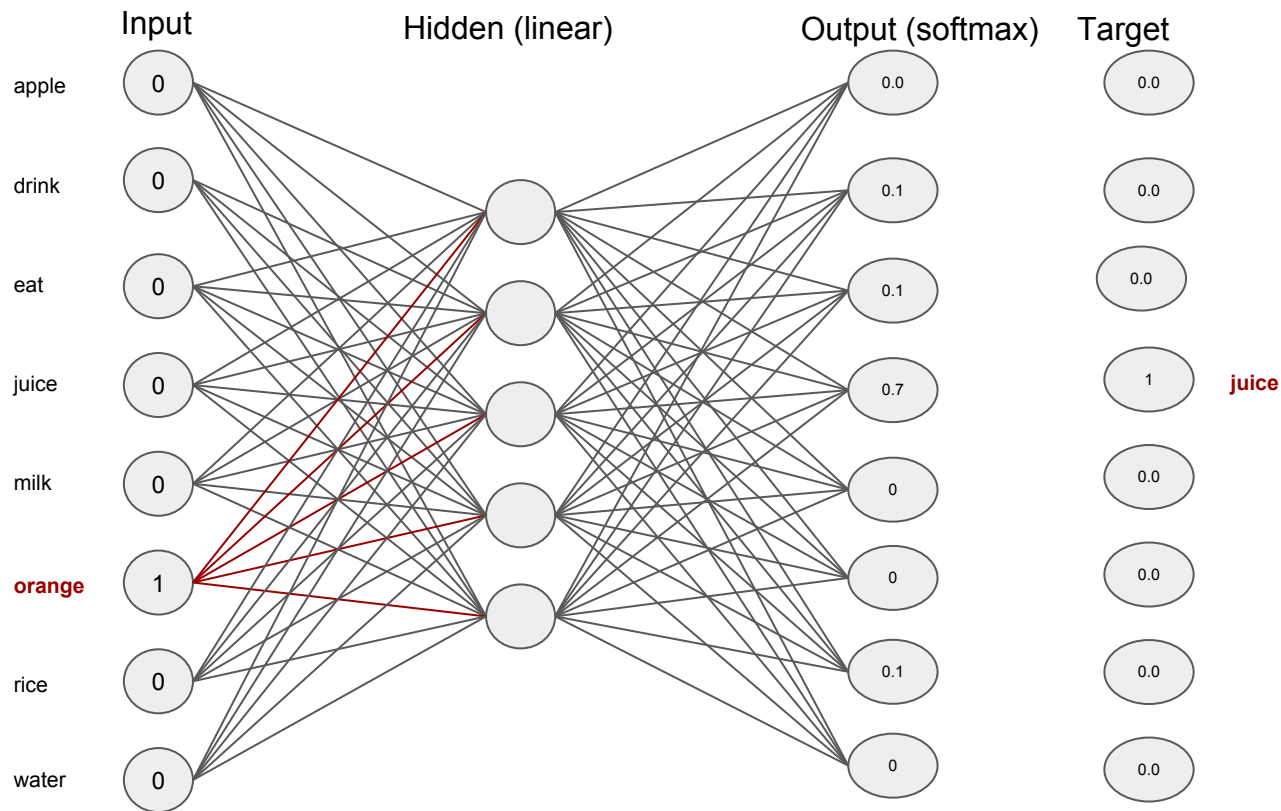 Input Hidden (linear) Output (softmax) Target
apple 0 0.0 0.0
drink 0 0.1 0.0
eat 0 0.1 0.0
juice 0 0.7 1 juice
milk 0 0 0.0
orange 1 0 0.0
rice 0 0.1 0.0
water 0 0 0.0